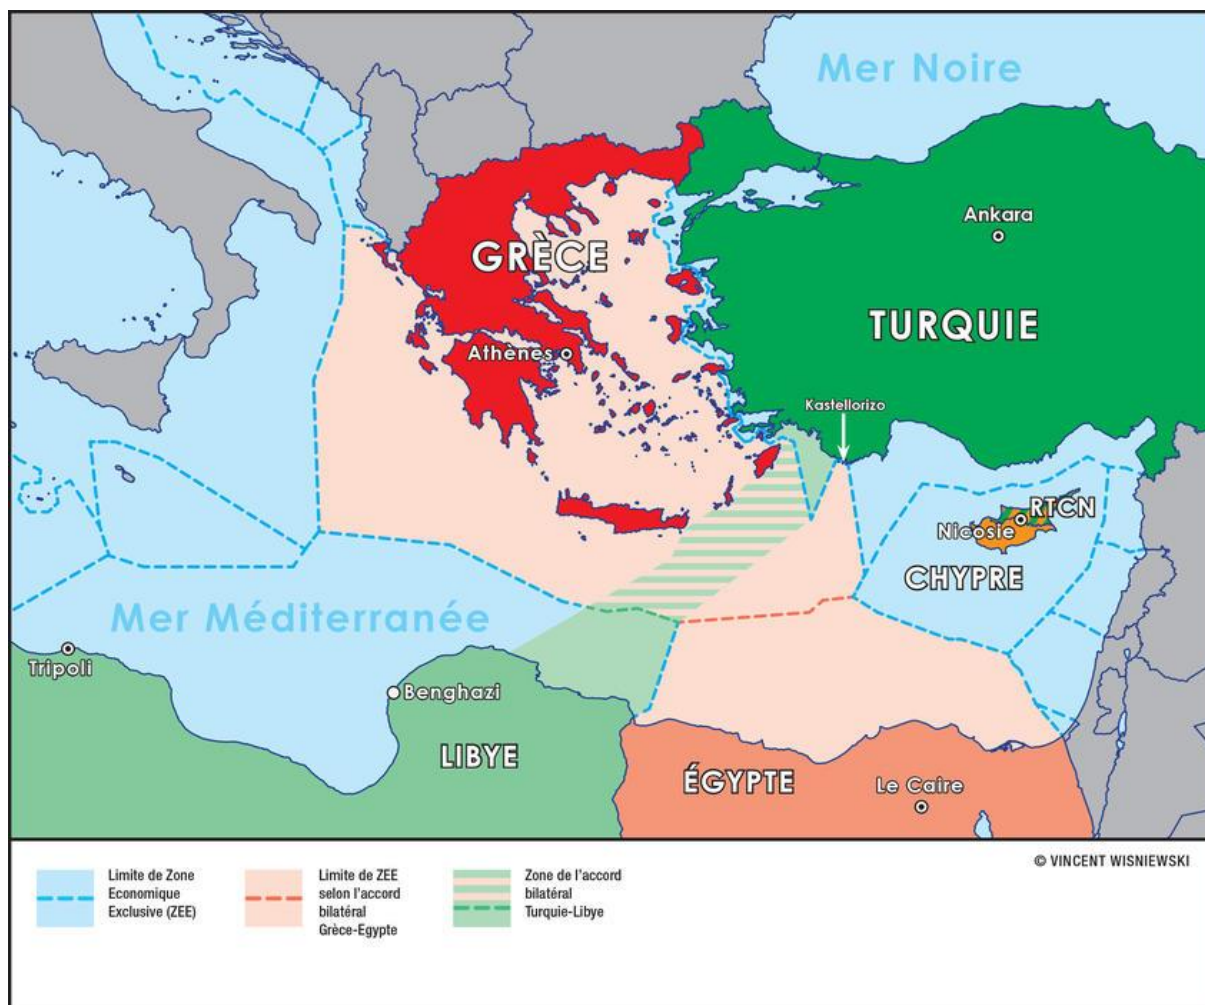 Mer Noire
Ankara
GRÈCE
TURQUIE
Athènes
Kastellorizo
RTCN
Nicosie
CHYPRE
Mer Méditerranée
Tripoli
Benghazi
LIBYE
ÉGYPTE
Le Caire
© VINCENT WISNIEWSKI
Limite de Zone
Economique
Exclusive (ZEE)
Limite de ZEE
selon l'accord
bilatéral
Grèce-Egypte
Zone de l'accord
bilatéral
Turquie-Libye